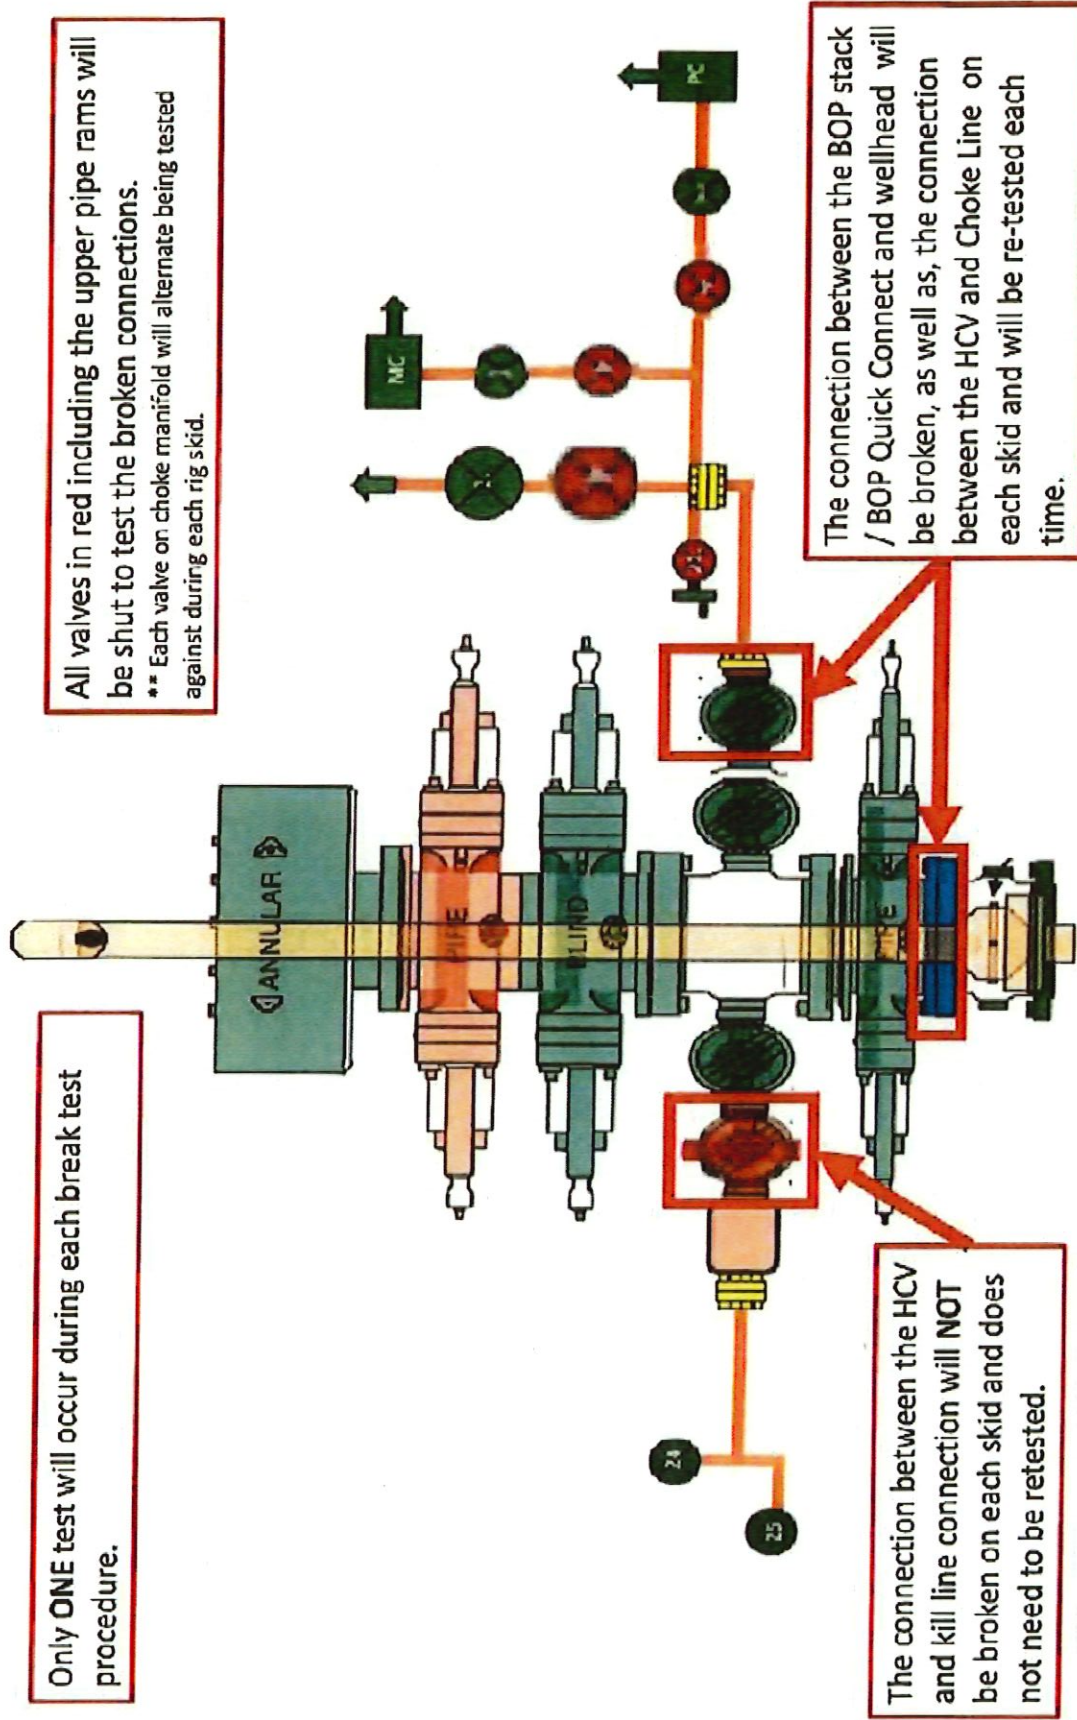 Only ONE test will occur during each break test
procedure.
All valves in red including the upper pipe rams will
be shut to test the broken connections.
** Each valve on choke manifold will alternate being tested
against during each rig skid.
ANNULAR
PIPE
BLIND
PIPE
MC
PC
24
25
The connection between the HCV
and kill line connection will NOT
be broken on each skid and does
not need to be retested.
The connection between the BOP stack
/ BOP Quick Connect and wellhead will
be broken, as well as, the connection
between the HCV and Choke Line on
each skid and will be re-tested each
time.